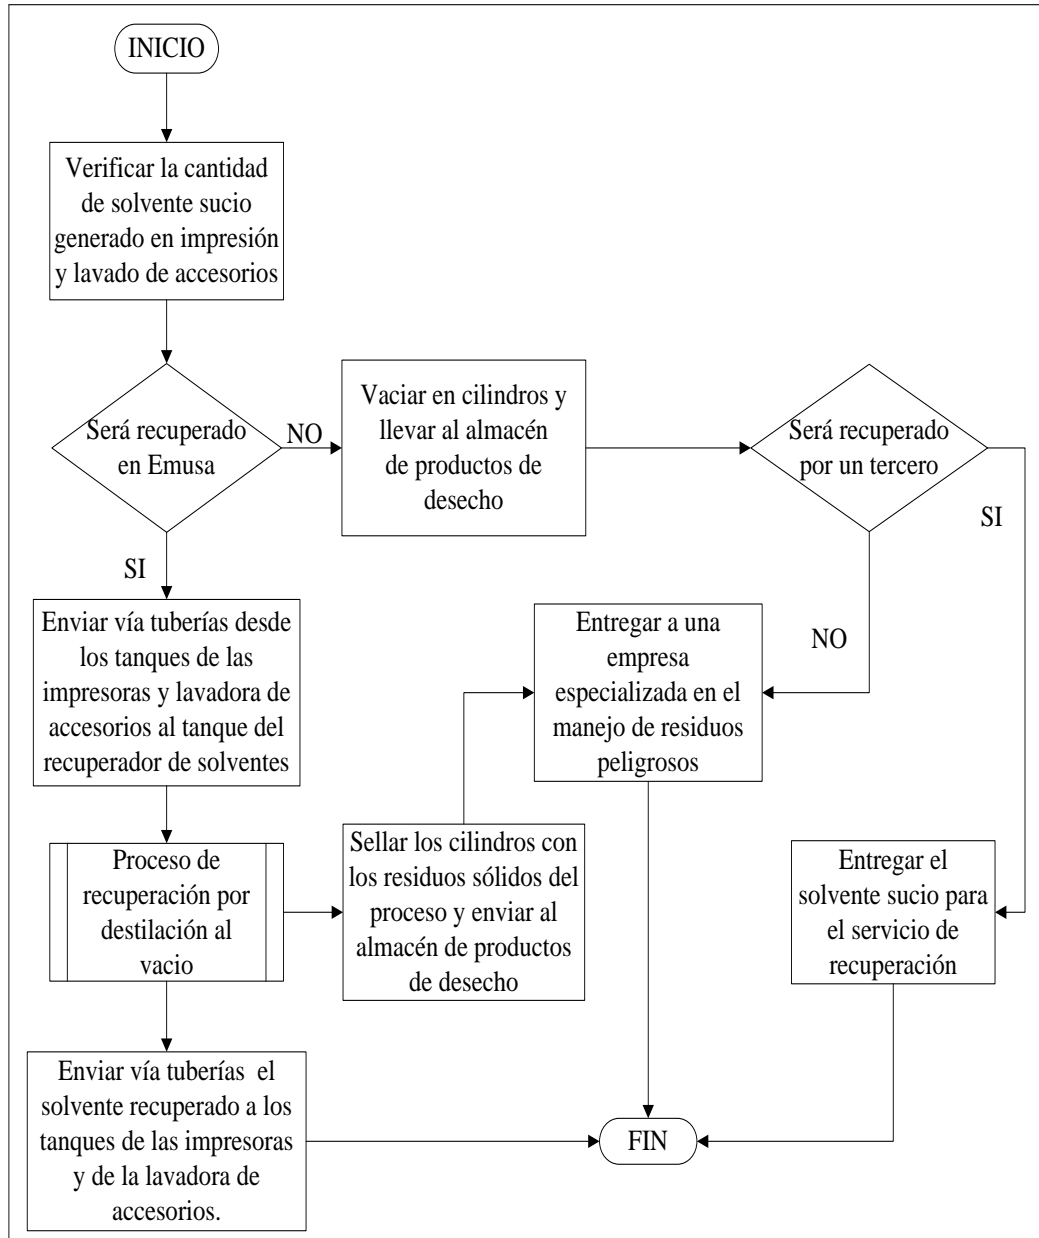 INICIO
Verificar la cantidad
de solvente sucio
generado en impresión
y lavado de accesorios
Será recuperado
en Emusa
NO
Vaciar en cilindros y
llevar al almacén
de productos de
desecho
Será recuperado
por un tercero
SI
NO
SI
Enviar vía tuberías desde
los tanques de las
impresoras y lavadora de
accesorios al tanque del
recuperador de solventes
Entregar a una
empresa
especializada en el
manejo de residuos
peligrosos
Proceso de
recuperación por
destilación al
vacio
Sellar los cilindros con
los residuos sólidos del
proceso y enviar al
almacén de productos
de desecho
Entregar el
solvente sucio para
el servicio de
recuperación
Enviar vía tuberías el
solvente recuperado a los
tanques de las impresoras
y de la lavadora de
accesorios.
FIN